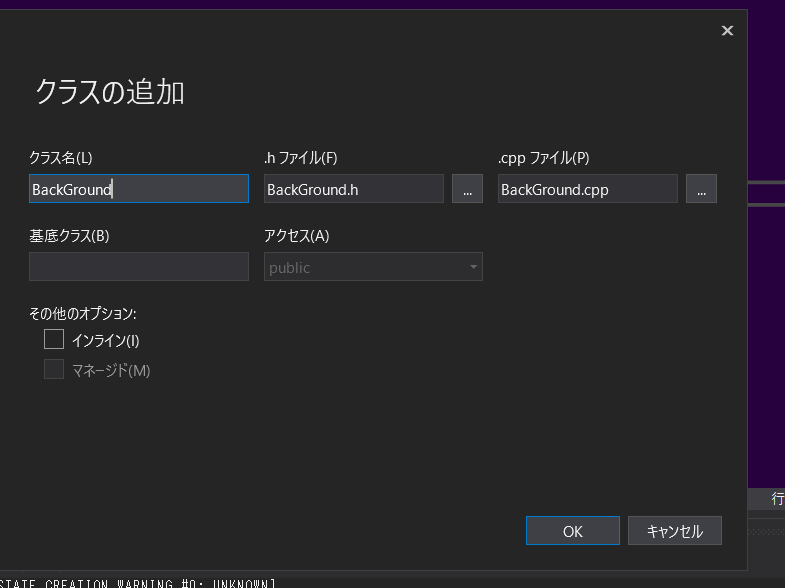 クラスの追加
クラス名(L) .h ファイル(F) .cpp ファイル(P)
BackGround BackGround.h ... BackGround.cpp ...
基底クラス(B) アクセス(A)
public
その他のオプション:
インライン(I)
マネージド(M)
行
OK キャンセル
STATE_CREATION WARNING #0: UNKNOWN]